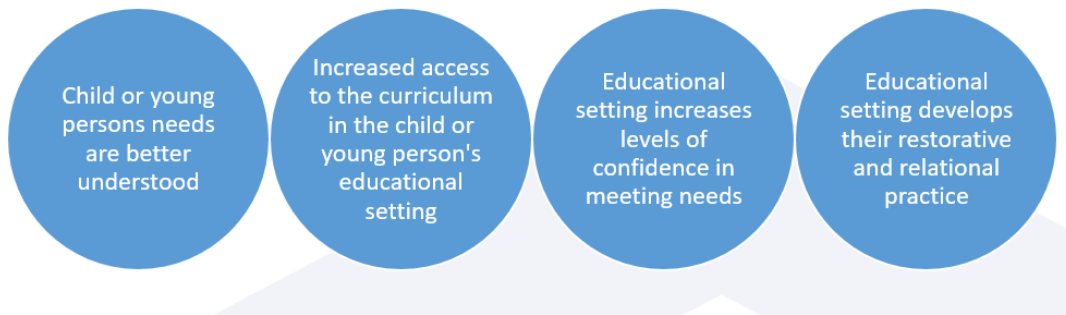 Child or young
persons needs
are better
understood
Increased access
to the curriculum
in the child or
young person's
educational
setting
Educational
setting increases
levels of
confidence in
meeting needs
Educational
setting develops
their restorative
and relational
practice